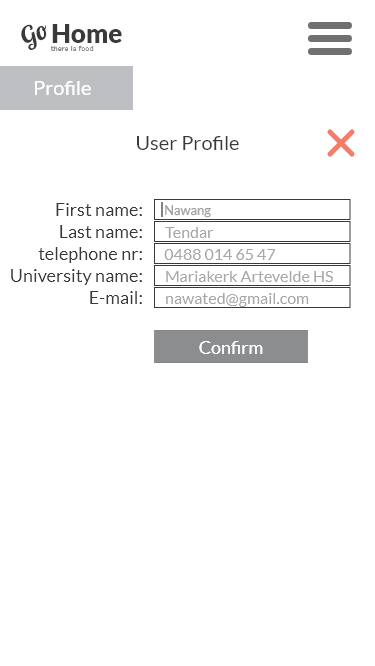 Go Home
there is food
Profile
User Profile
First name: Nawang
Last name: Tendar
telephone nr: 0488 014 65 47
University name: Mariakerk Artevelde HS
E-mail: nawated@gmail.com
Confirm